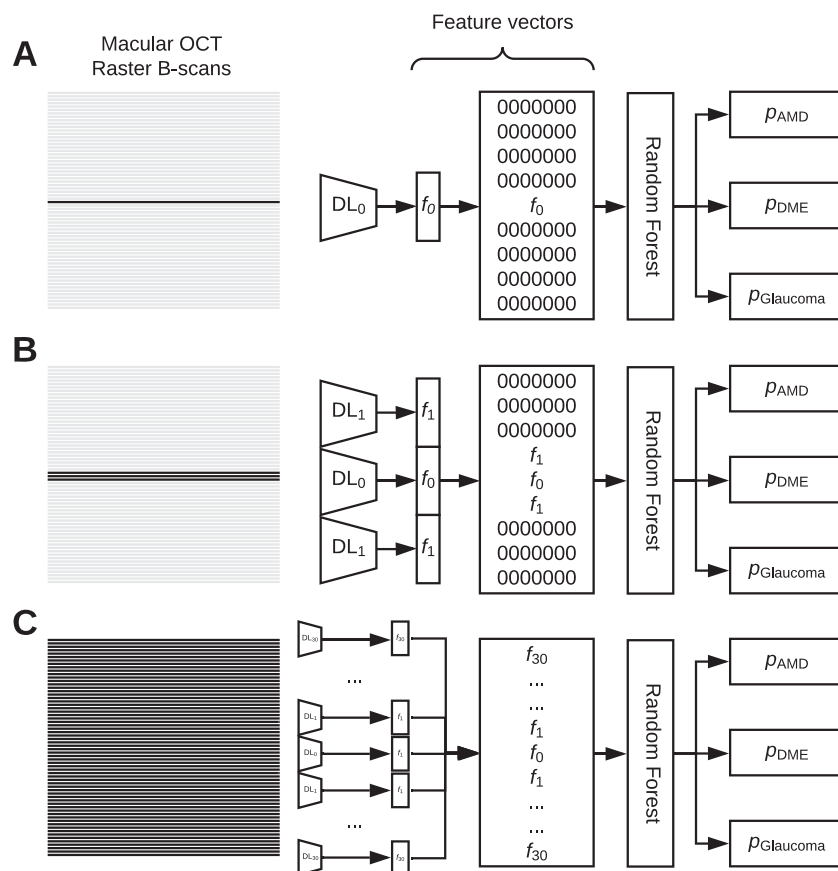 Feature vectors
A
Macular OCT
Raster B-scans
DL0
f0
0000000
0000000
0000000
0000000
f0
0000000
0000000
0000000
0000000
Random Forest
pAMD
pDME
pGlaucoma
B
DL1
DL0
DL1
f1
f0
f1
0000000
0000000
0000000
f1
f0
f1
0000000
0000000
0000000
Random Forest
pAMD
pDME
pGlaucoma
C
DL30
f30
...
DL1
f1
DL0
f1
DL1
f1
...
DL30
f30
f30
...
...
f1
f0
f1
...
...
f30
Random Forest
pAMD
pDME
pGlaucoma